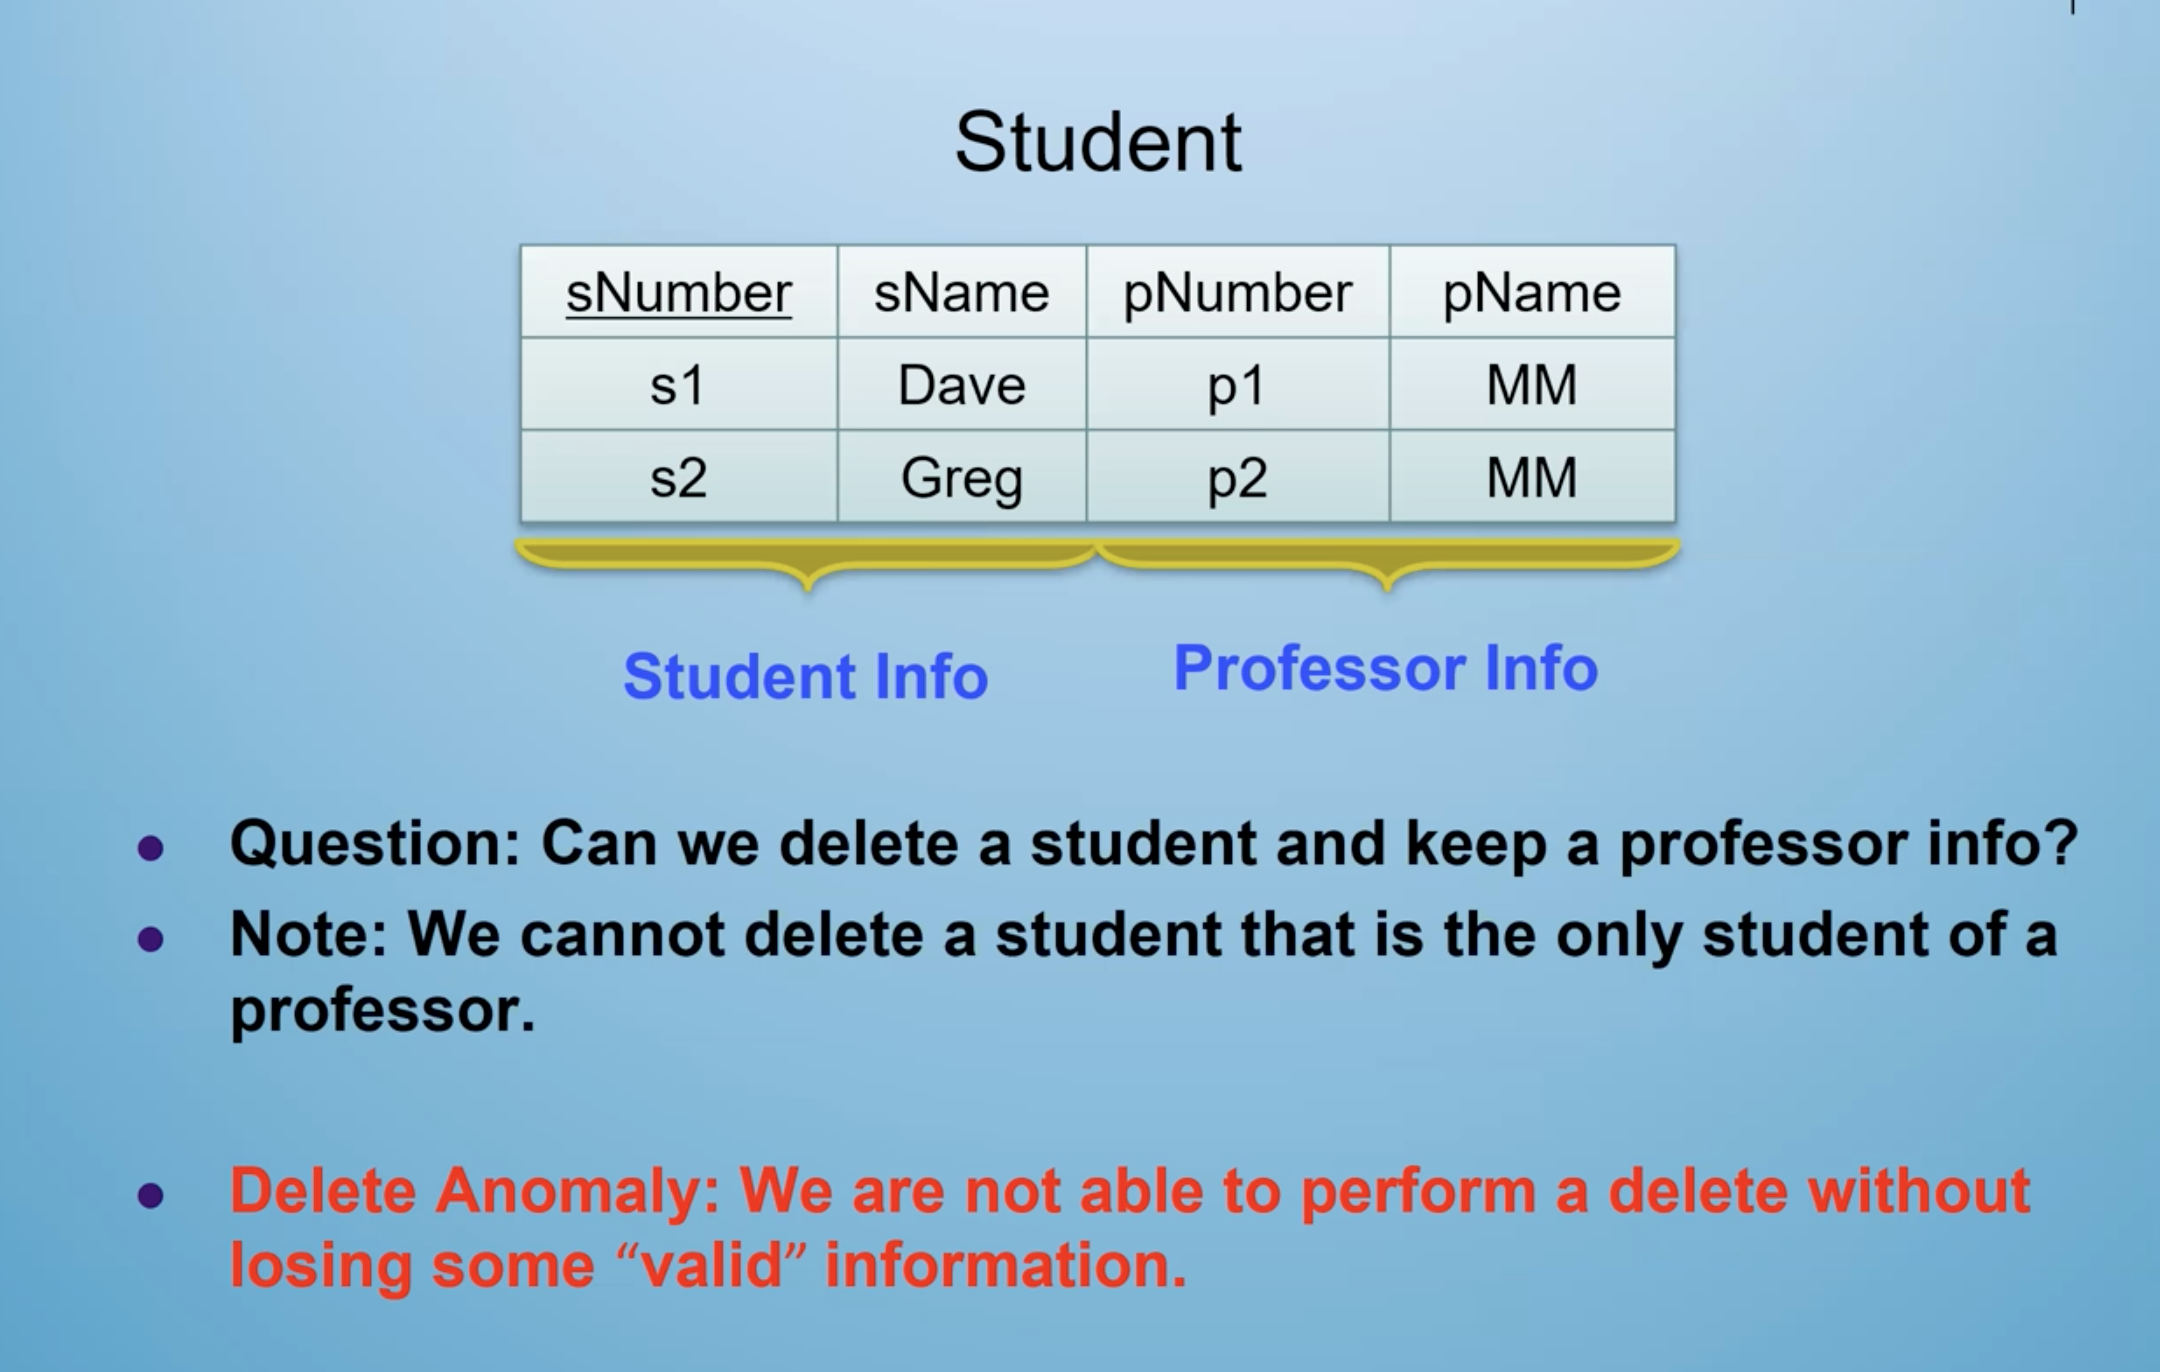 Student
sNumber sName pNumber pName
s1 Dave p1 MM
s2 Greg p2 MM
Student Info Professor Info
Question: Can we delete a student and keep a professor info?
Note: We cannot delete a student that is the only student of a
professor.
Delete Anomaly: We are not able to perform a delete without
losing some “valid” information.